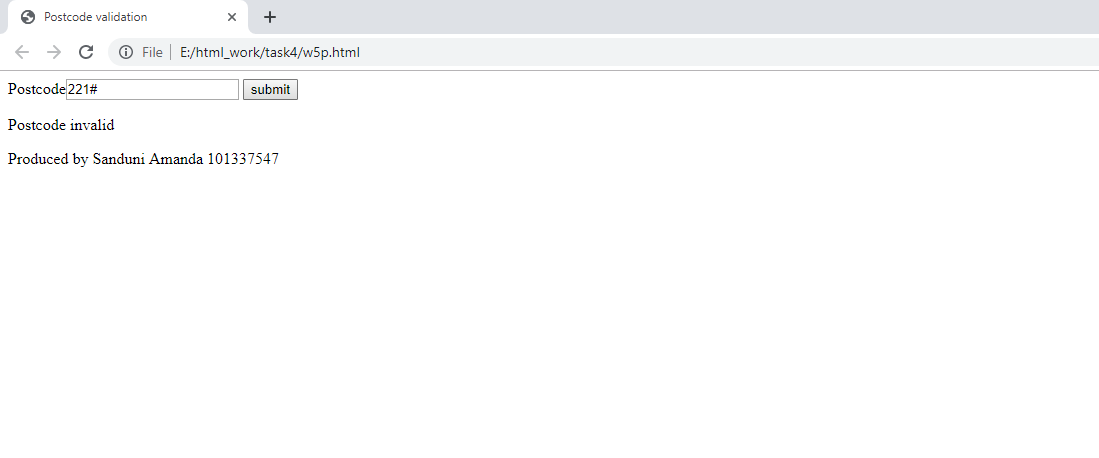 Postcode validation
File E:/html_work/task4/w5p.html
Postcode 221# submit
Postcode invalid
Produced by Sanduni Amanda 101337547